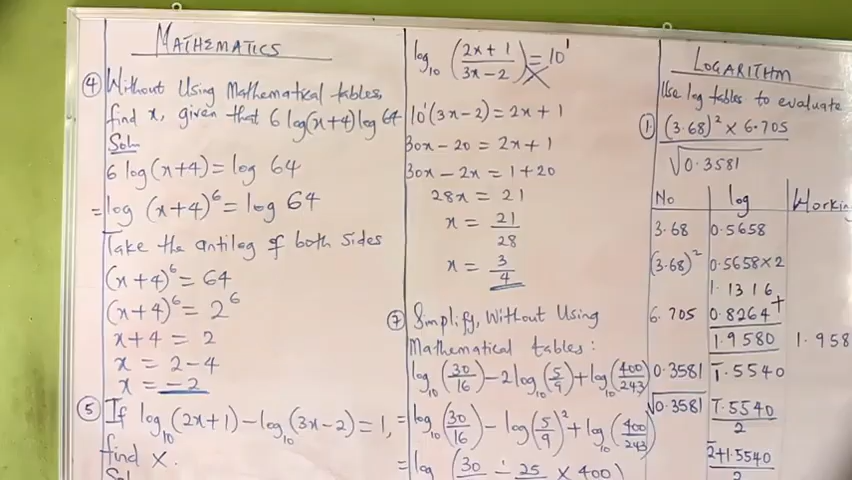 MATHEMATICS
④ Without Using Mathematical tables,
find x, given that 6 log(x+4) log 64
Soln
6 log(x+4) = log 64
= log (x+4)⁶ = log 64
Take the antilog of both sides
(x+4)⁶ = 64
(x+4)⁶ = 2⁶
x+4 = 2
x = 2-4
x = -2
⑤ If log₁₀(2x+1) - log₁₀(3x-2) = 1,
find x.
Sol
log₁₀ (2x+1 / 3x-2) = 10¹
10¹(3x-2) = 2x+1
30x - 20 = 2x+1
30x - 2x = 1+20
28x = 21
x = 21/28
x = 3/4
⑦ Simplify, Without Using
Mathematical tables:
log₁₀(30/16) - 2log₁₀(5/9) + log₁₀(400/243)
= log₁₀(30/16) - log(5/9)² + log₁₀(400/243)
= log (30 ÷ 25 × 400)
LOGARITHM
Use log tables to evaluate
①. (3.68)² × 6.705
√0.3581
No log Working
3.68 0.5658
(3.68)² 0.5658 × 2
1.1316
6.705 0.8264 +
1.9580 1.958
0.3581 1̄.5540
√0.3581 1̄.5540
2
2̄+1.5540
2